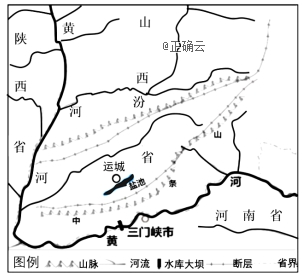 黄
山
陕
@正确云
西
西
汾
河
山
省
省
运城
盐池
河
条
中
河
三门峡市
黄
河南省
图例 山脉 河流 水库大坝 断层 省界